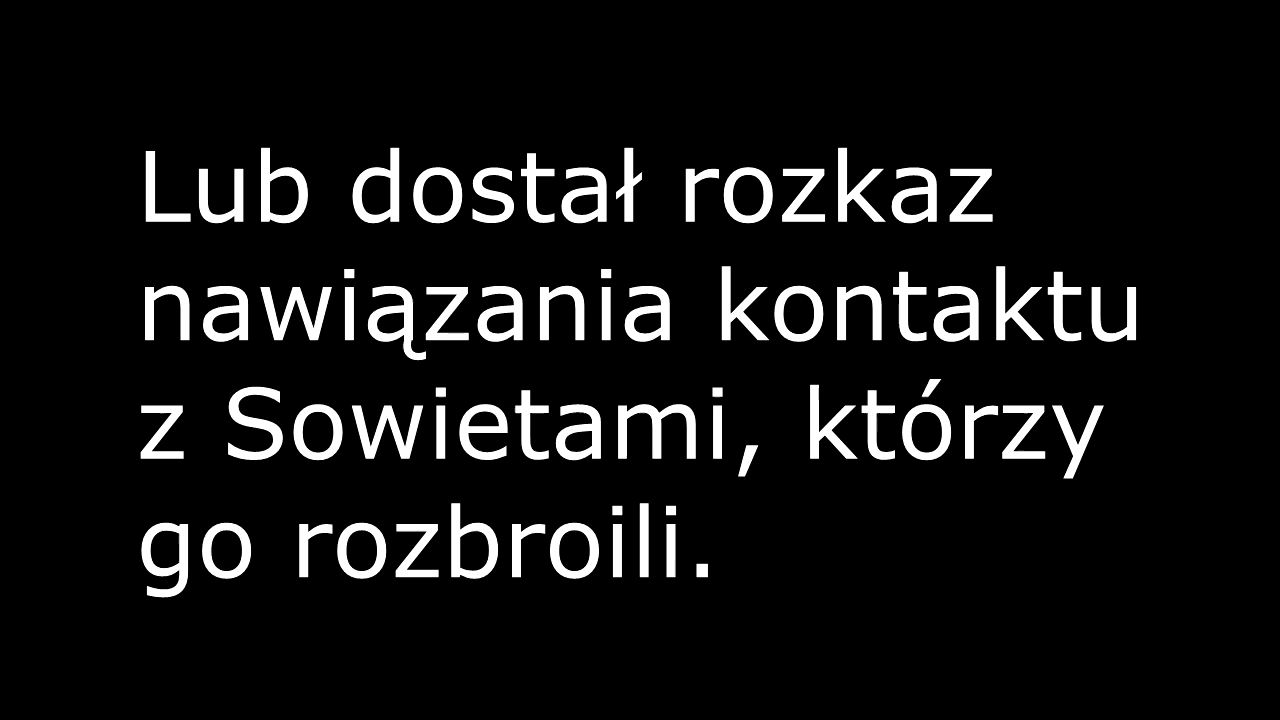 Lub dostał rozkaz
nawiązania kontaktu
z Sowietami, którzy
go rozbroili.